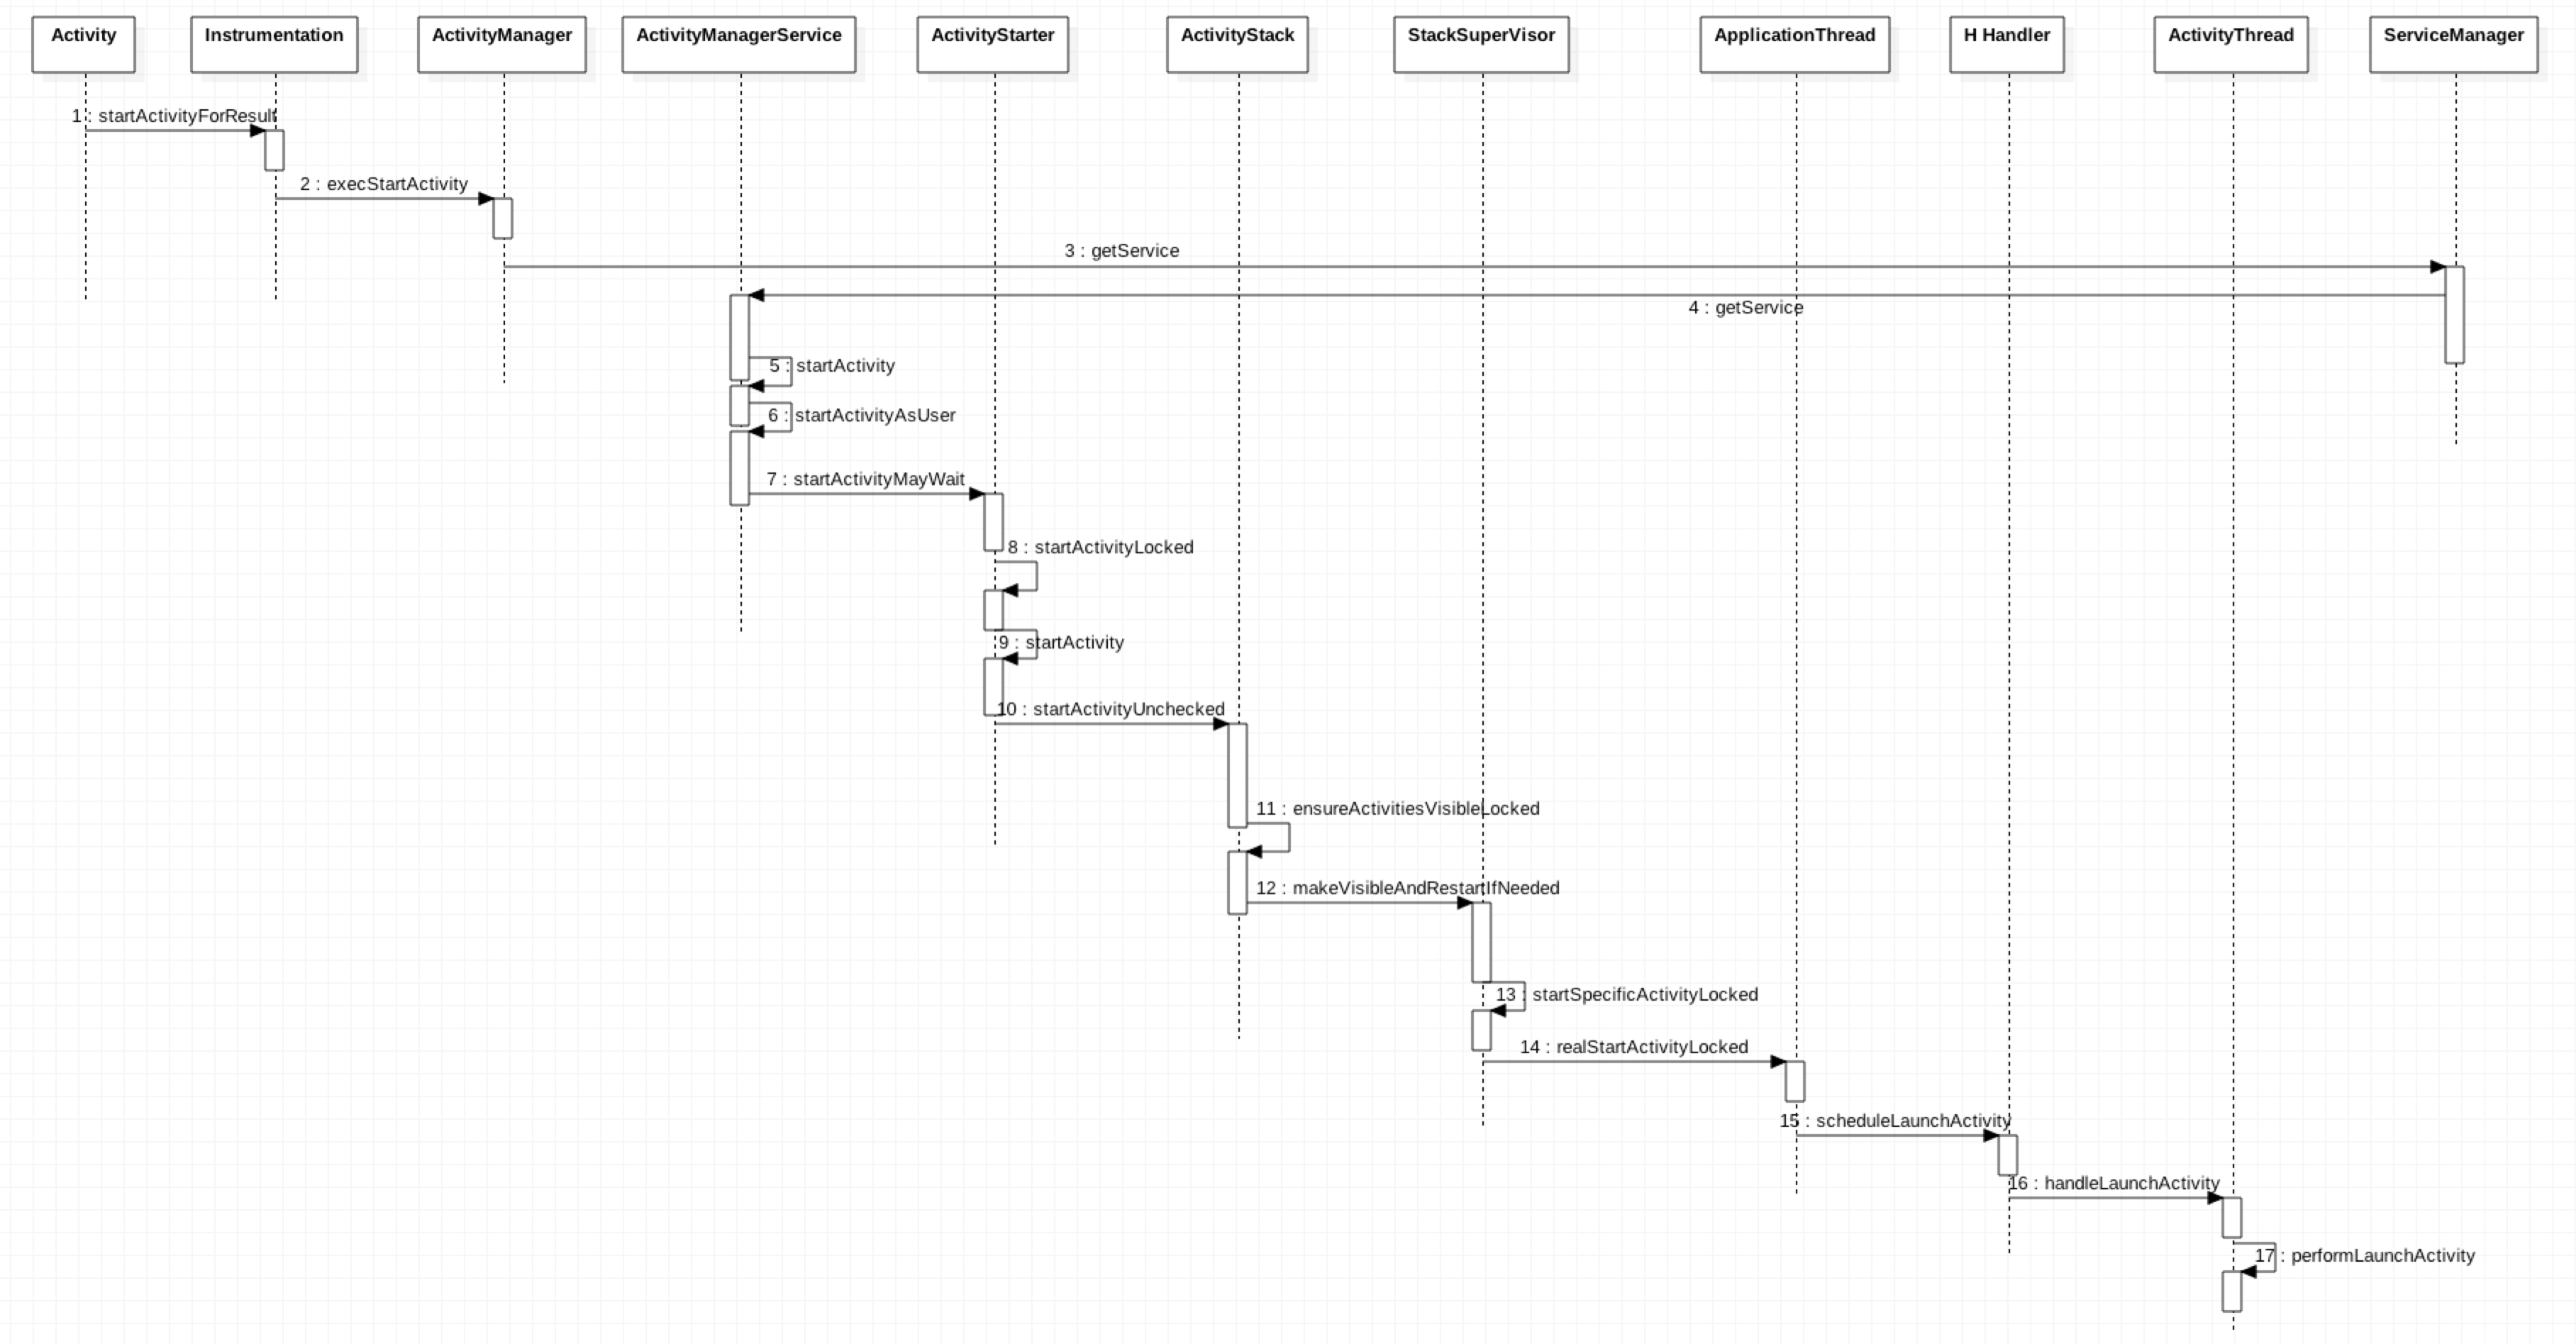 Activity
Instrumentation
ActivityManager
ActivityManagerService
ActivityStarter
ActivityStack
StackSuperVisor
ApplicationThread
H Handler
ActivityThread
ServiceManager
1 : startActivityForResult
2 : execStartActivity
3 : getService
4 : getService
5 : startActivity
6 : startActivityAsUser
7 : startActivityMayWait
8 : startActivityLocked
9 : startActivity
10 : startActivityUnchecked
11 : ensureActivitiesVisibleLocked
12 : makeVisibleAndRestartIfNeeded
13 : startSpecificActivityLocked
14 : realStartActivityLocked
15 : scheduleLaunchActivity
16 : handleLaunchActivity
17 : performLaunchActivity